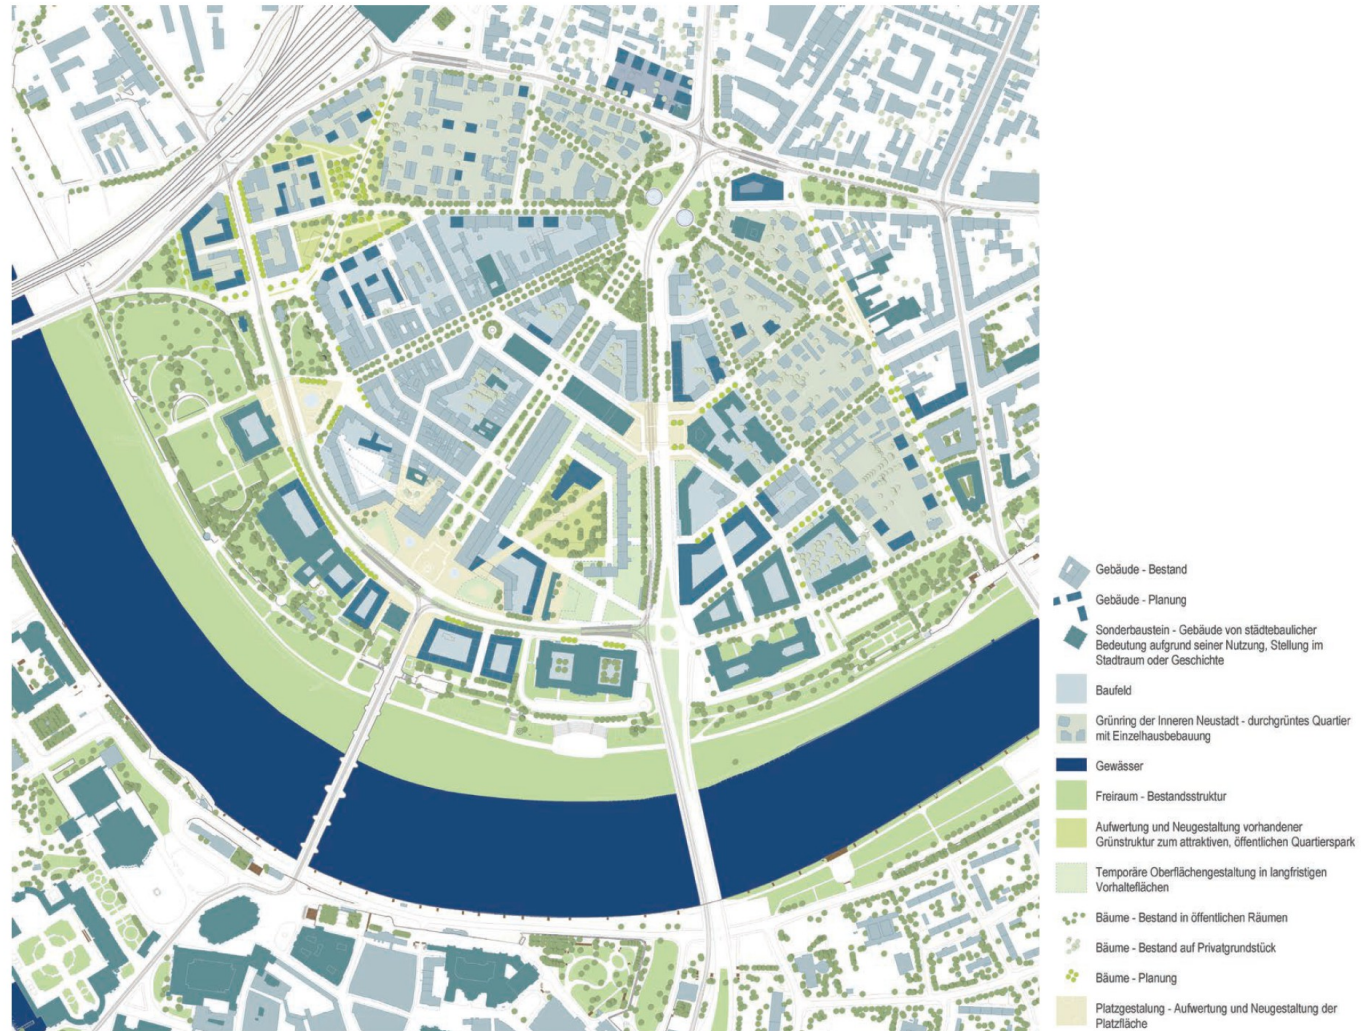 Gebäude - Bestand
Gebäude - Planung
Sonderbaustein - Gebäude von städtebaulicher
Bedeutung aufgrund seiner Nutzung, Stellung im
Stadtraum oder Geschichte
Baufeld
Grünring der Inneren Neustadt - durchgrüntes Quartier
mit Einzelhausbebauung
Gewässer
Freiraum - Bestandsstruktur
Aufwertung und Neugestaltung vorhandener
Grünstruktur zum attraktiven, öffentlichen Quartierspark
Temporäre Oberflächengestaltung in langfristigen
Vorhalteflächen
Bäume - Bestand in öffentlichen Räumen
Bäume - Bestand auf Privatgrundstück
Bäume - Planung
Platzgestalung - Aufwertung und Neugestaltung der
Platzfläche